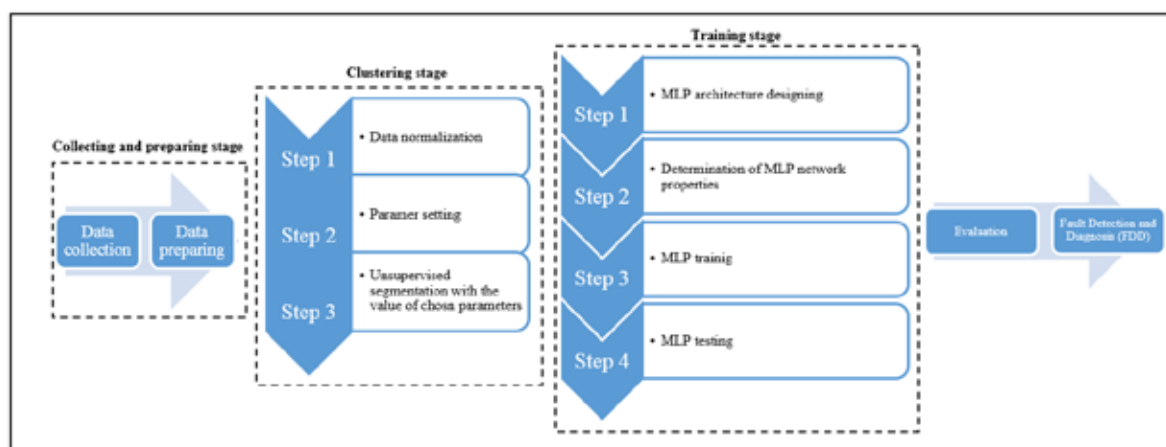 Collecting and preparing stage
Data
collection
Data
preparing
Clustering stage
Step 1
• Data normalization
Step 2
• Paramer setting
Step 3
• Unsupervised
segmentation with the
value of chosn parameters
Training stage
Step 1
• MLP architecture designing
Step 2
• Determination of MLP network
properties
Step 3
• MLP trainig
Step 4
• MLP testing
Evaluation
Fault Detection and
Diagnosis (FDD)